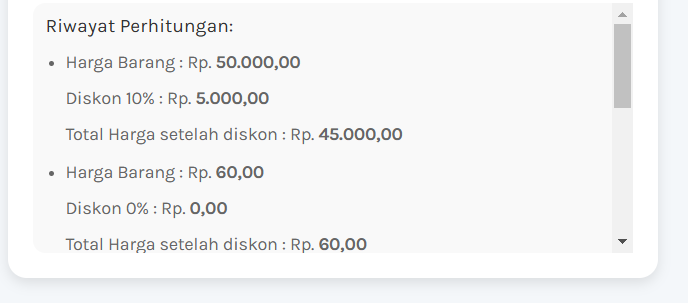 Riwayat Perhitungan:
Harga Barang : Rp. 50.000,00
Diskon 10% : Rp. 5.000,00
Total Harga setelah diskon : Rp. 45.000,00
Harga Barang : Rp. 60,00
Diskon 0% : Rp. 0,00
Total Harga setelah diskon : Rp. 60,00